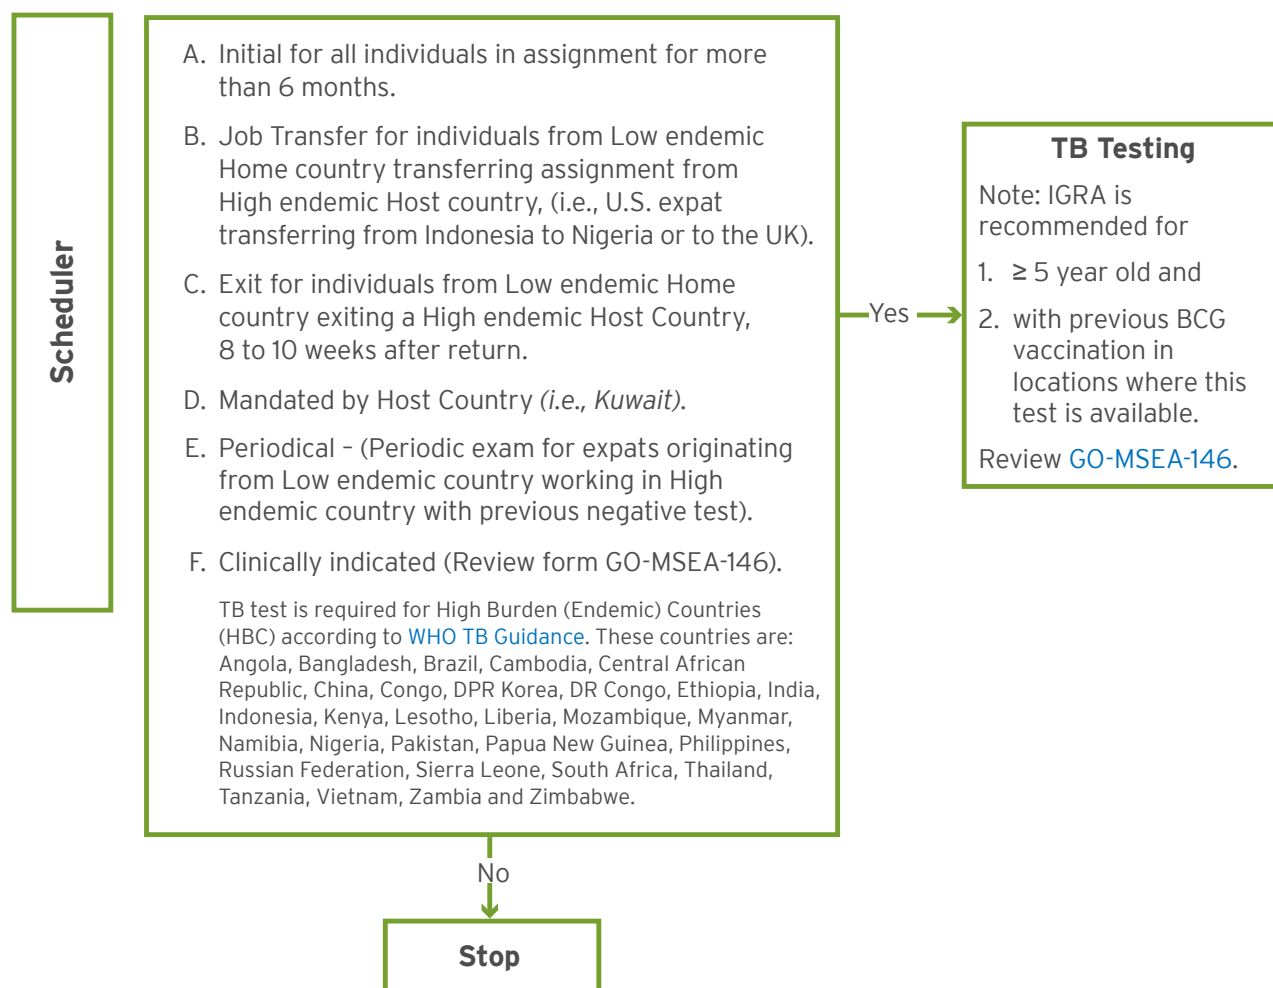 Scheduler
A. Initial for all individuals in assignment for more
than 6 months.
B. Job Transfer for individuals from Low endemic
Home country transferring assignment from
High endemic Host country, (i.e., U.S. expat
transferring from Indonesia to Nigeria or to the UK).
C. Exit for individuals from Low endemic Home
country exiting a High endemic Host Country,
8 to 10 weeks after return.
D. Mandated by Host Country (i.e., Kuwait).
E. Periodical – (Periodic exam for expats originating
from Low endemic country working in High
endemic country with previous negative test).
F. Clinically indicated (Review form GO-MSEA-146).
TB test is required for High Burden (Endemic) Countries
(HBC) according to WHO TB Guidance. These countries are:
Angola, Bangladesh, Brazil, Cambodia, Central African
Republic, China, Congo, DPR Korea, DR Congo, Ethiopia, India,
Indonesia, Kenya, Lesotho, Liberia, Mozambique, Myanmar,
Namibia, Nigeria, Pakistan, Papua New Guinea, Philippines,
Russian Federation, Sierra Leone, South Africa, Thailand,
Tanzania, Vietnam, Zambia and Zimbabwe.
Yes
TB Testing
Note: IGRA is
recommended for
1. ≥ 5 year old and
2. with previous BCG
vaccination in
locations where this
test is available.
Review GO-MSEA-146.
No
Stop